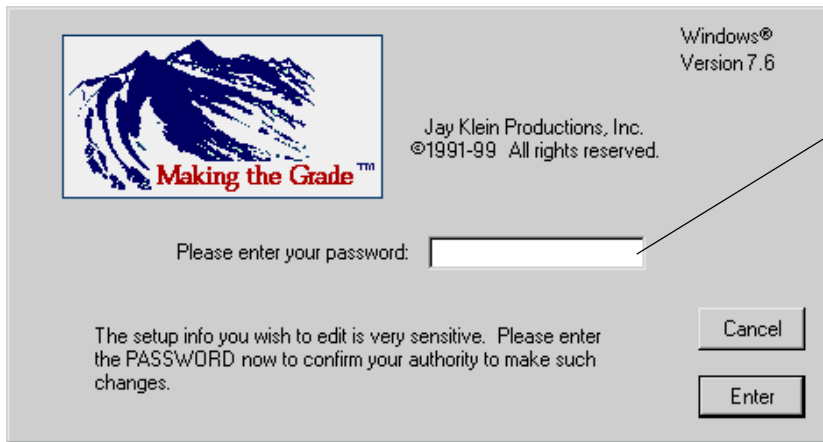 Windows®
Version 7.6
Jay Klein Productions, Inc.
©1991-99 All rights reserved.
Making the Grade™
Please enter your password:
The setup info you wish to edit is very sensitive. Please enter
the PASSWORD now to confirm your authority to make such
changes.
Cancel
Enter